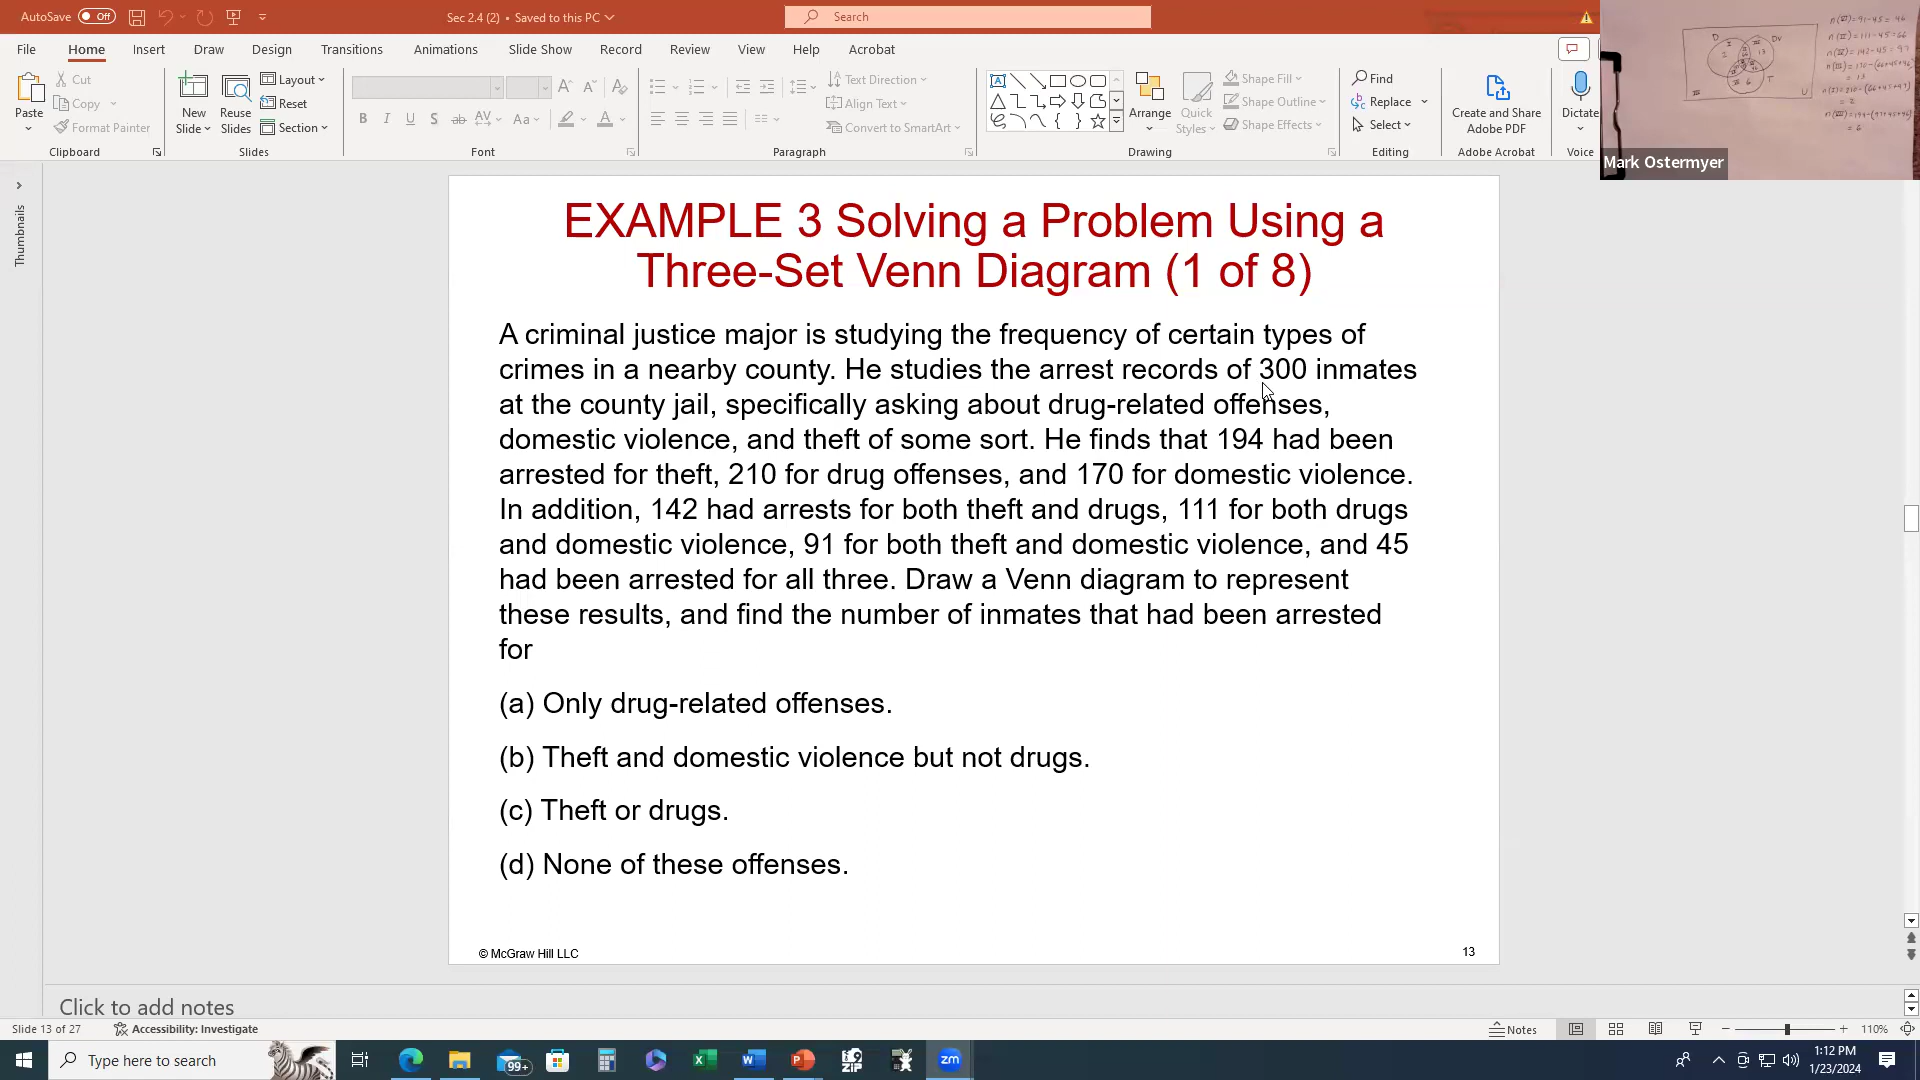 AutoSave Off Sec 2.4 (2) • Saved to this PC Search
File Home Insert Draw Design Transitions Animations Slide Show Record Review View Help Acrobat
Paste Cut Copy Format Painter
Clipboard
New Slide Reuse Slides Layout Reset Section
Slides
Font
Text Direction Align Text Convert to SmartArt
Paragraph
Arrange Quick Styles Shape Fill Shape Outline Shape Effects
Drawing
Find Replace Select
Editing
Create and Share Adobe PDF
Adobe Acrobat
Dictate
Voice
Mark Ostermyer
Thumbnails
EXAMPLE 3 Solving a Problem Using a
Three-Set Venn Diagram (1 of 8)
A criminal justice major is studying the frequency of certain types of
crimes in a nearby county. He studies the arrest records of 300 inmates
at the county jail, specifically asking about drug-related offenses,
domestic violence, and theft of some sort. He finds that 194 had been
arrested for theft, 210 for drug offenses, and 170 for domestic violence.
In addition, 142 had arrests for both theft and drugs, 111 for both drugs
and domestic violence, 91 for both theft and domestic violence, and 45
had been arrested for all three. Draw a Venn diagram to represent
these results, and find the number of inmates that had been arrested
for
(a) Only drug-related offenses.
(b) Theft and domestic violence but not drugs.
(c) Theft or drugs.
(d) None of these offenses.
© McGraw Hill LLC
13
Click to add notes
Slide 13 of 27 Accessibility: Investigate Notes 110%
Type here to search 99+ 1:12 PM
1/23/2024